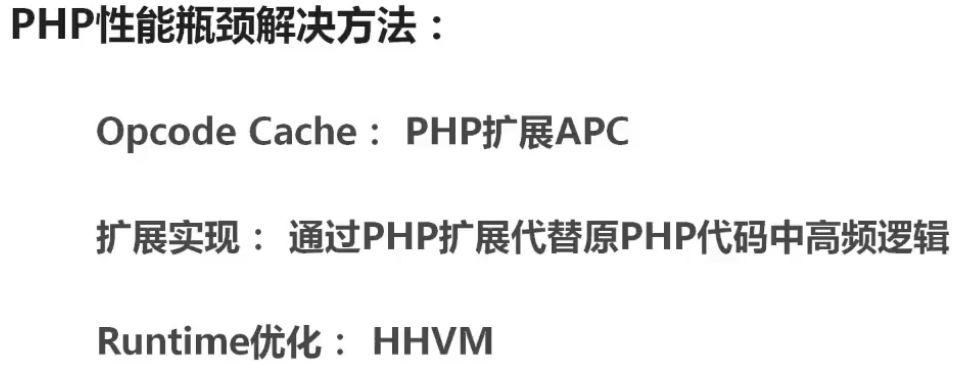 PHP性能瓶颈解决方法：
Opcode Cache： PHP扩展APC
扩展实现： 通过PHP扩展代替原PHP代码中高频逻辑
Runtime优化： HHVM